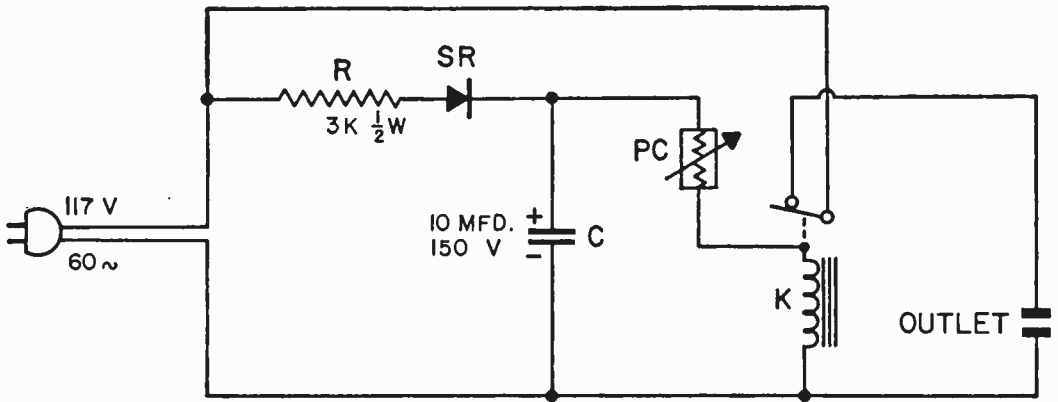 SR
R
3K ½W
PC
117 V
10 MFD. +
150 V -
C
60~
K
OUTLET